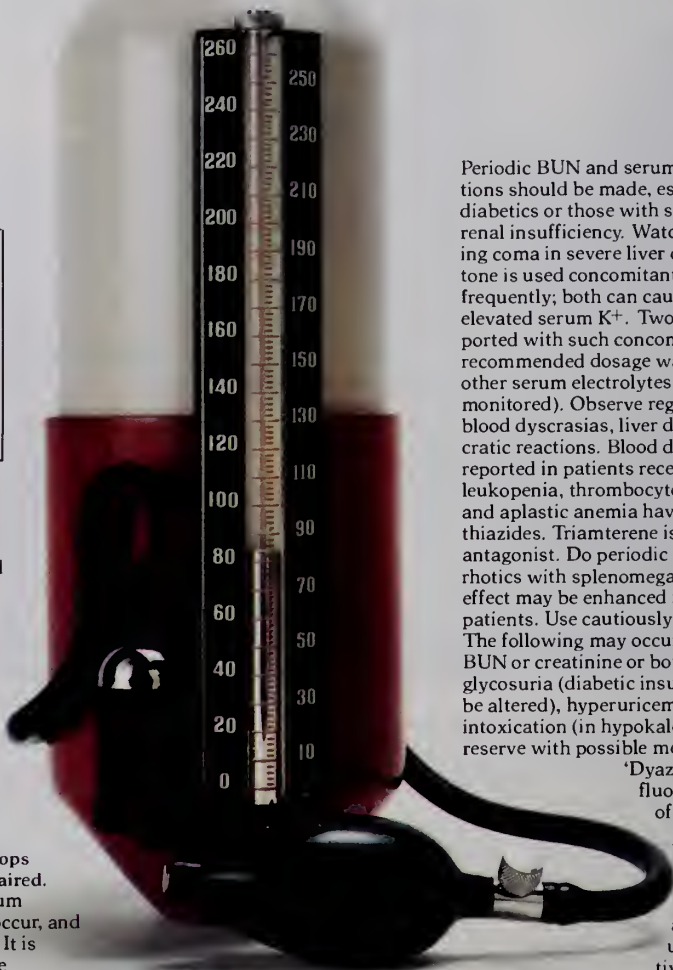 260
250
240
230
220
210
200
190
180
170
160
150
140
130
120
110
100
90
80
70
60
50
40
30
20
10
0
ops
aired.
um
occur, and
It is
Periodic BUN and serum
tions should be made, es
diabetics or those with s
renal insufficiency. Watc
ing coma in severe liver
tone is used concomitant
frequently; both can cau
elevated serum K+. Two
ported with such concon
recommended dosage wa
other serum electrolytes
monitored). Observe reg
blood dyscrasias, liver d
cratic reactions. Blood d
reported in patients rece
leukopenia, thrombocyt
and aplastic anemia hav
thiazides. Triamterene is
antagonist. Do periodic
rhotics with splenomega
effect may be enhanced
patients. Use cautiously
The following may occu
BUN or creatinine or bo
glycosuria (diabetic insu
be altered), hyperuricem
intoxication (in hypokal
reserve with possible me
'Dyaz
fluo
of